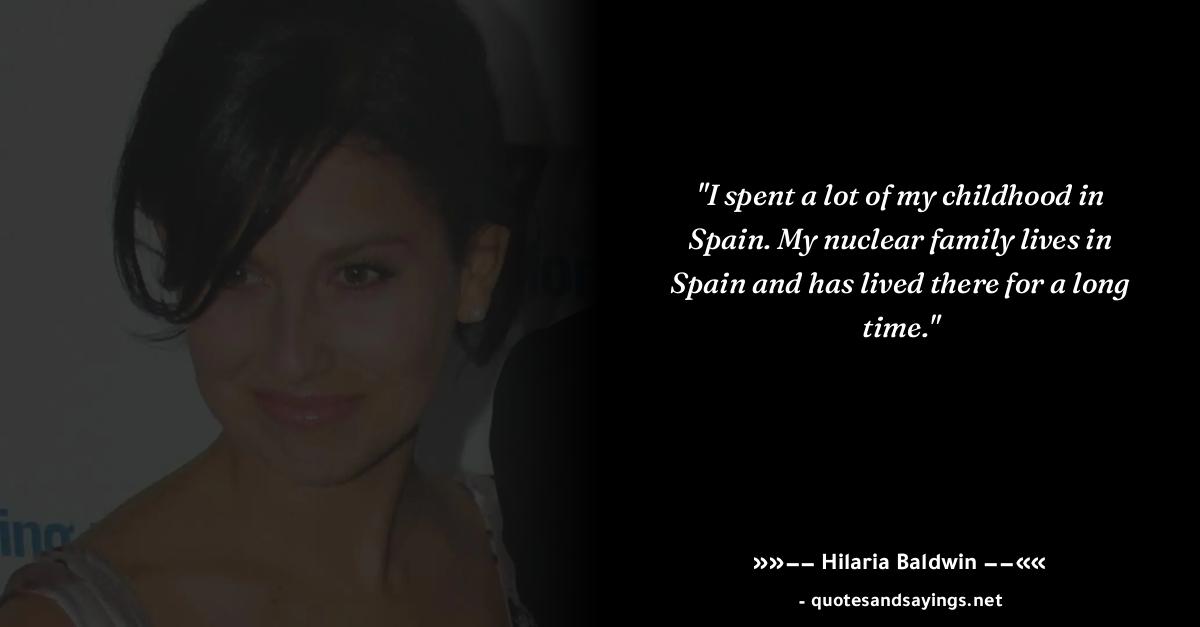 ing
"I spent a lot of my childhood in
Spain. My nuclear family lives in
Spain and has lived there for a long
time."
»»–– Hilaria Baldwin ––««
- quotesandsayings.net